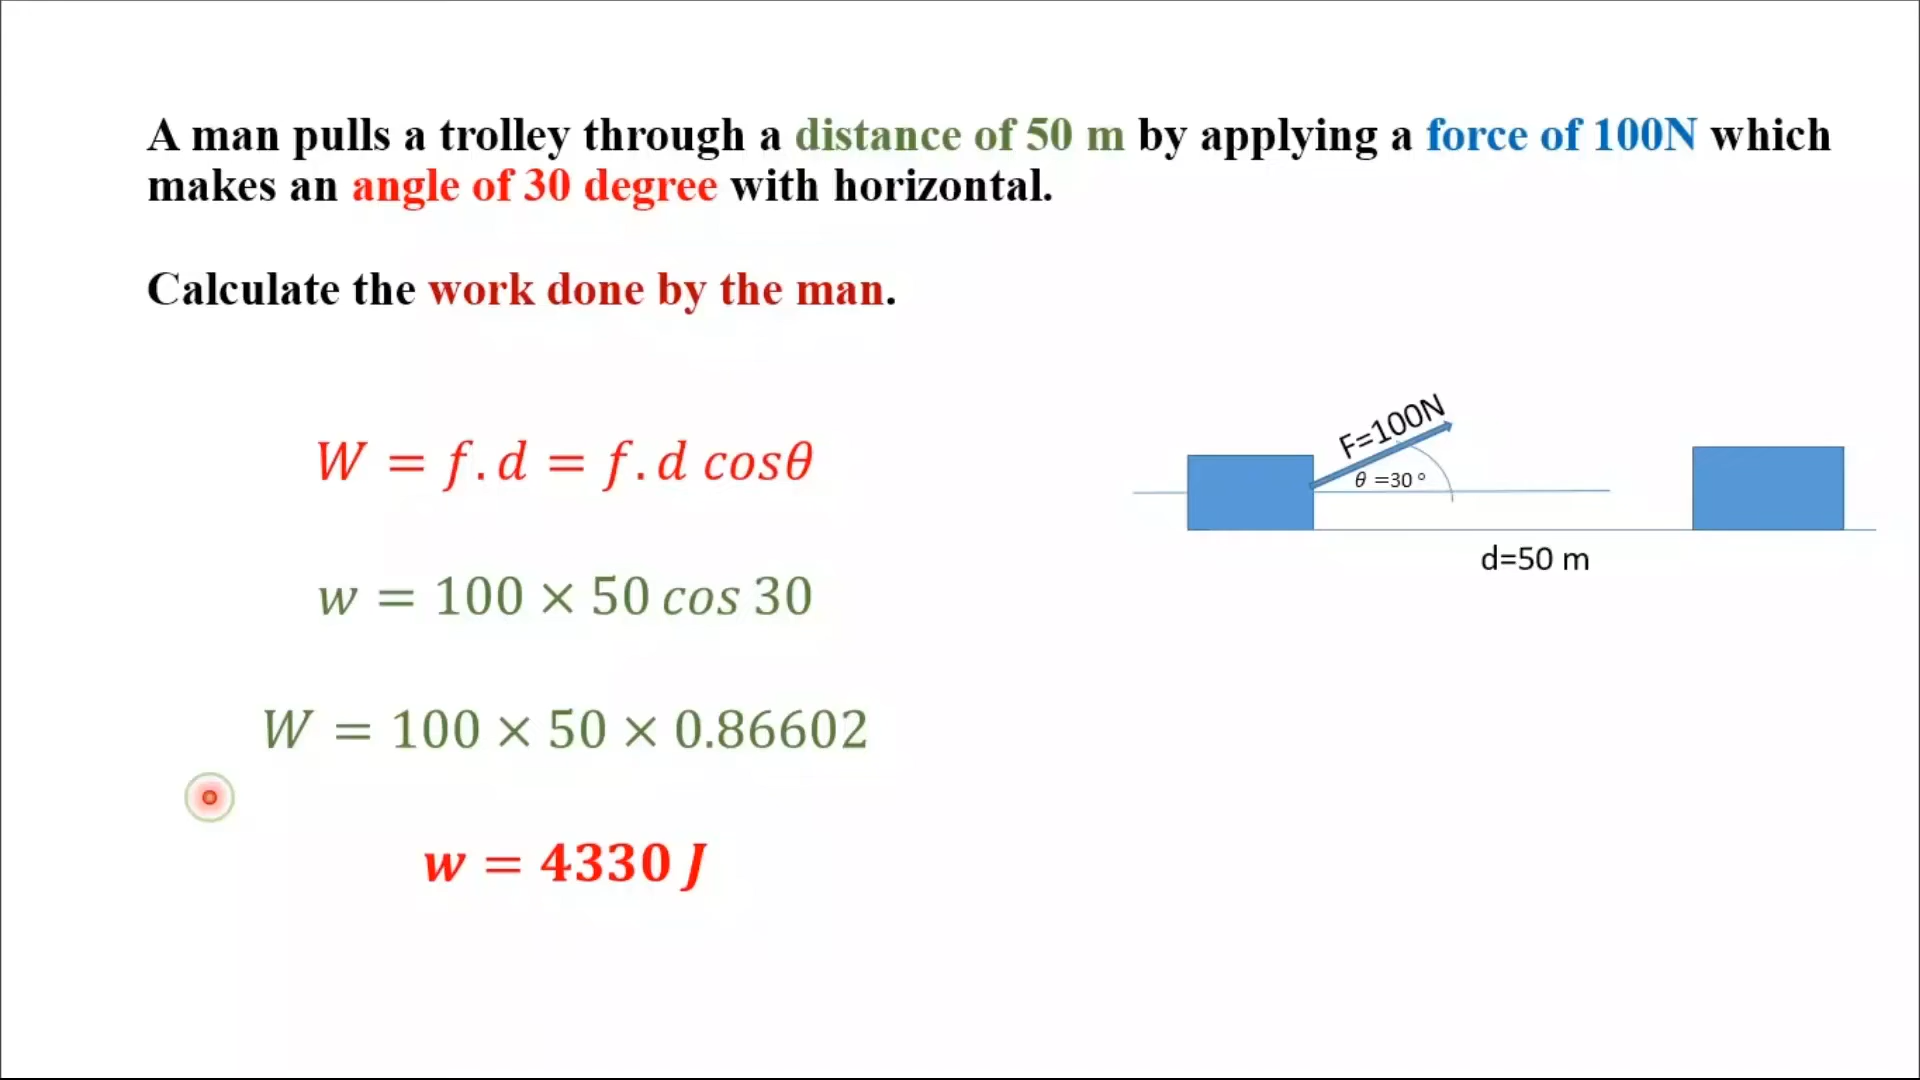 A man pulls a trolley through a distance of 50 m by applying a force of 100N which
makes an angle of 30 degree with horizontal.
Calculate the work done by the man.
W = f.d = f.d cosθ
w = 100 × 50 cos 30
W = 100 × 50 × 0.86602
w = 4330 J
F=100N
θ =30 °
d=50 m